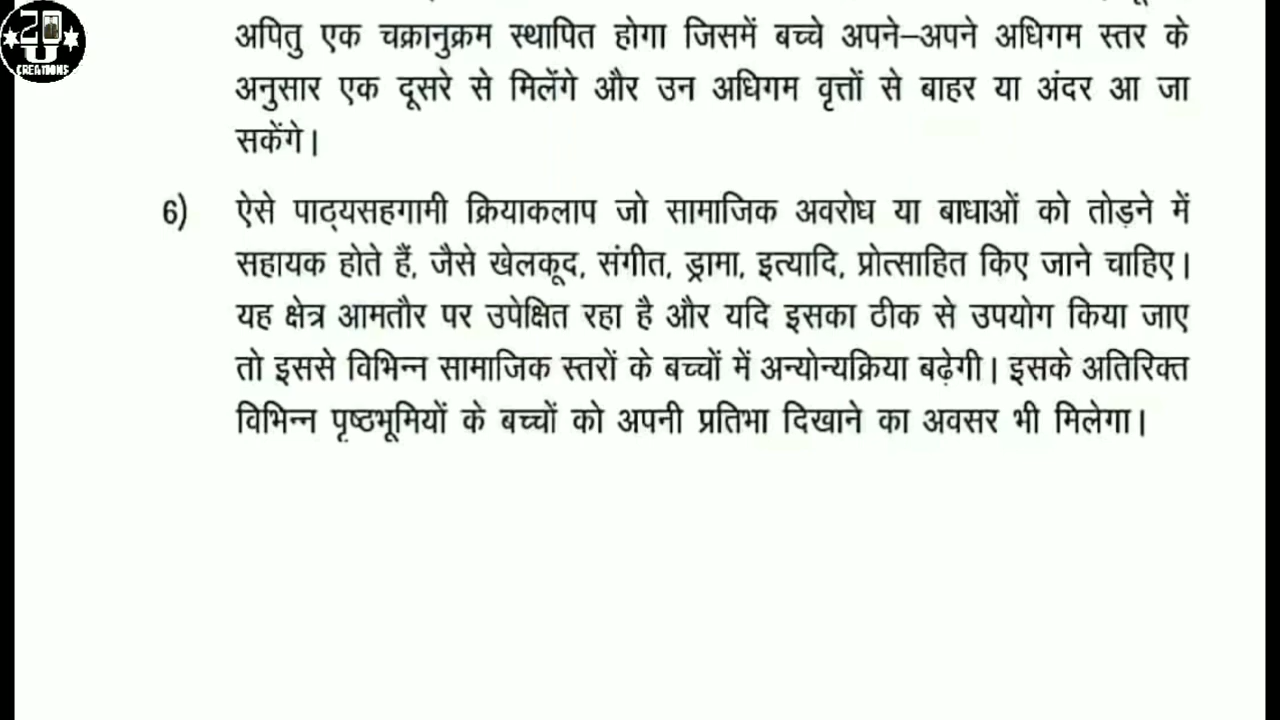 20
U
CREATIONS
अपितु एक चक्रानुक्रम स्थापित होगा जिसमें बच्चे अपने–अपने अधिगम स्तर के
अनुसार एक दूसरे से मिलेंगे और उन अधिगम वृत्तों से बाहर या अंदर आ जा
सकेंगे।
6) ऐसे पाठ्यसहगामी क्रियाकलाप जो सामाजिक अवरोध या बाधाओं को तोड़ने में
सहायक होते हैं, जैसे खेलकूद, संगीत, ड्रामा, इत्यादि, प्रोत्साहित किए जाने चाहिए।
यह क्षेत्र आमतौर पर उपेक्षित रहा है और यदि इसका ठीक से उपयोग किया जाए
तो इससे विभिन्न सामाजिक स्तरों के बच्चों में अन्योन्यक्रिया बढ़ेगी। इसके अतिरिक्त
विभिन्न पृष्ठभूमियों के बच्चों को अपनी प्रतिभा दिखाने का अवसर भी मिलेगा।